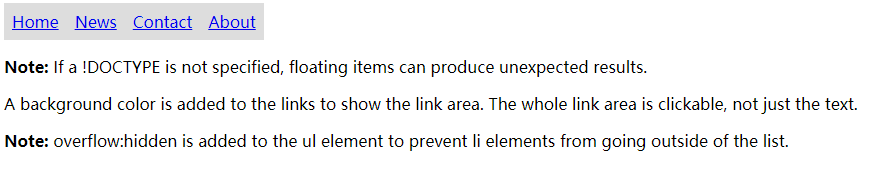 Home News Contact About
Note: If a !DOCTYPE is not specified, floating items can produce unexpected results.
A background color is added to the links to show the link area. The whole link area is clickable, not just the text.
Note: overflow:hidden is added to the ul element to prevent li elements from going outside of the list.